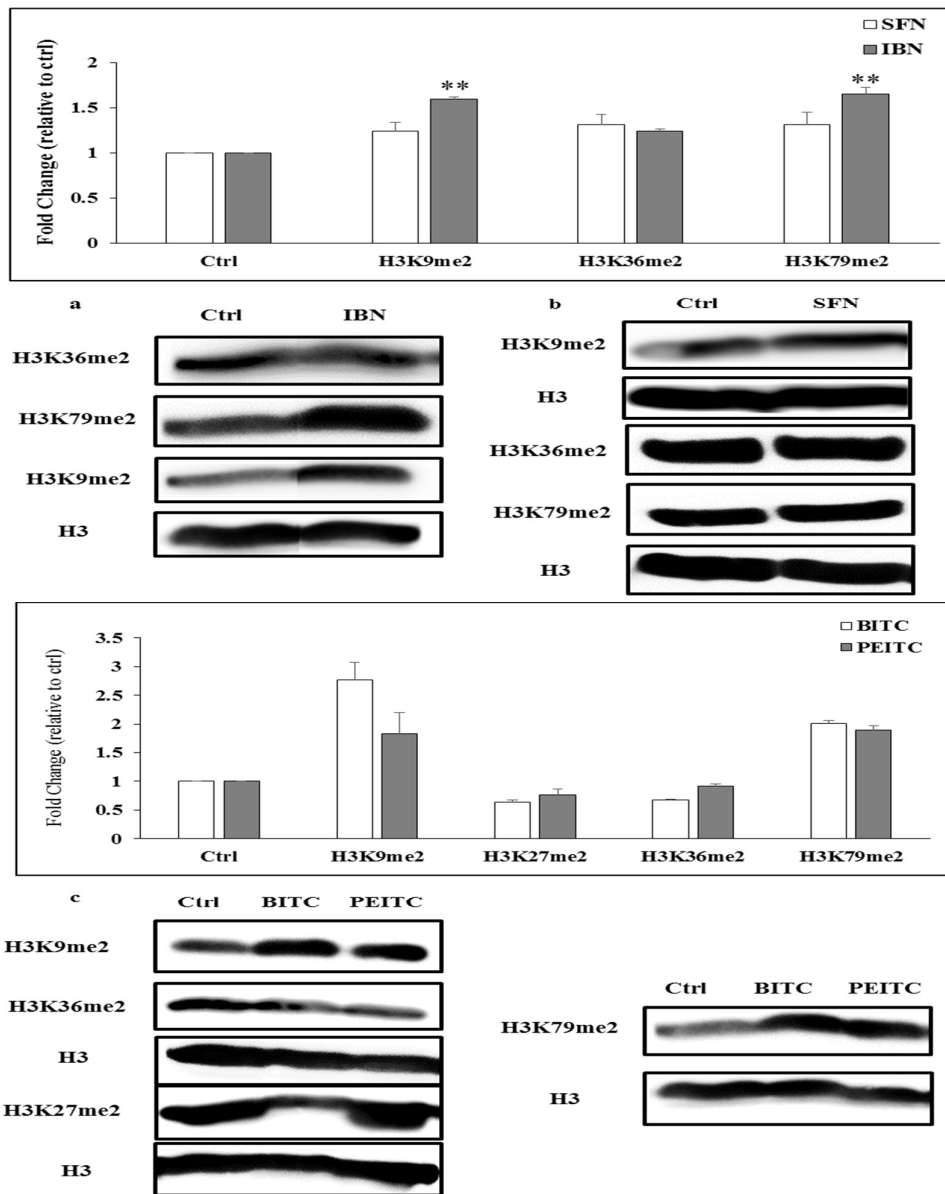 SFN
IBN
Fold Change (relative to ctrl)
2
1.5
1
0.5
0
** **
Ctrl H3K9me2 H3K36me2 H3K79me2
a
Ctrl IBN
H3K36me2
H3K79me2
H3K9me2
H3
b
Ctrl SFN
H3K9me2
H3
H3K36me2
H3K79me2
H3
BITC
PEITC
Fold Change (relative to ctrl)
3.5
3
2.5
2
1.5
1
0.5
0
Ctrl H3K9me2 H3K27me2 H3K36me2 H3K79me2
c
Ctrl BITC PEITC
H3K9me2
H3K36me2
H3
H3K27me2
H3
Ctrl BITC PEITC
H3K79me2
H3